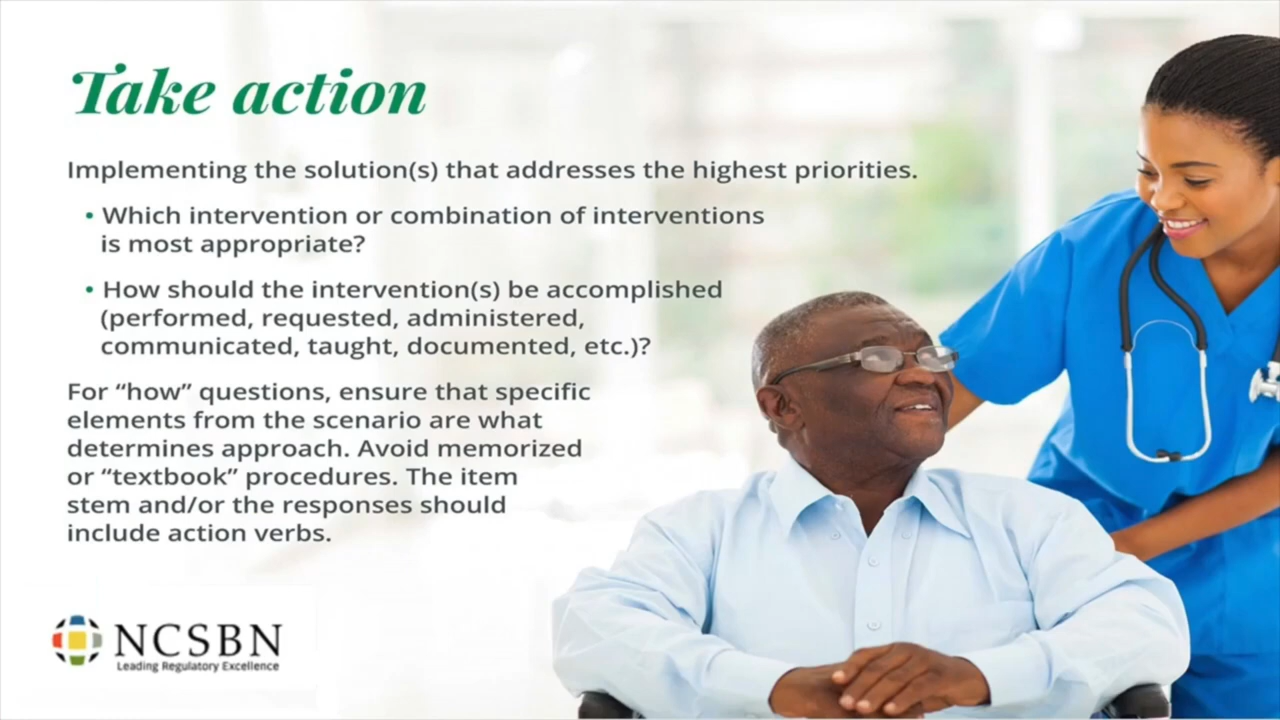 Take action
Implementing the solution(s) that addresses the highest priorities.
• Which intervention or combination of interventions
is most appropriate?
• How should the intervention(s) be accomplished
(performed, requested, administered,
communicated, taught, documented, etc.)?
For “how” questions, ensure that specific
elements from the scenario are what
determines approach. Avoid memorized
or “textbook” procedures. The item
stem and/or the responses should
include action verbs.
NCSBN
Leading Regulatory Excellence